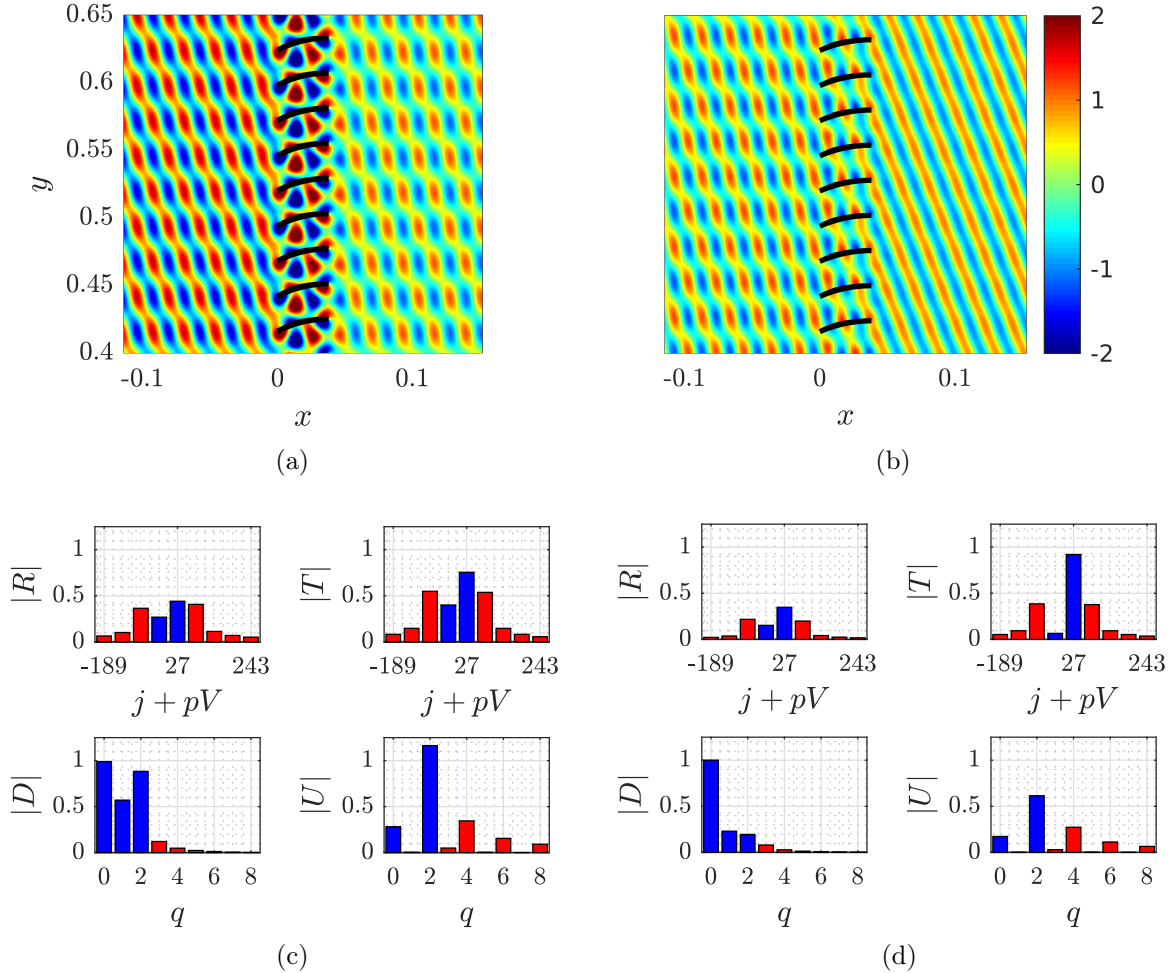 0.65
0.6
0.55
y
0.5
0.45
0.4
-0.1 0 0.1
x
(a)
-0.1 0 0.1
x
(b)
2
1
0
-1
-2
|R|
1
0.5
0
-189 27 243
j + pV
|T|
1
0.5
0
-189 27 243
j + pV
|R|
1
0.5
0
-189 27 243
j + pV
|T|
1
0.5
0
-189 27 243
j + pV
|D|
1
0.5
0
0 2 4 6 8
q
|U|
1
0.5
0
0 2 4 6 8
q
(c)
|D|
1
0.5
0
0 2 4 6 8
q
|U|
1
0.5
0
0 2 4 6 8
q
(d)